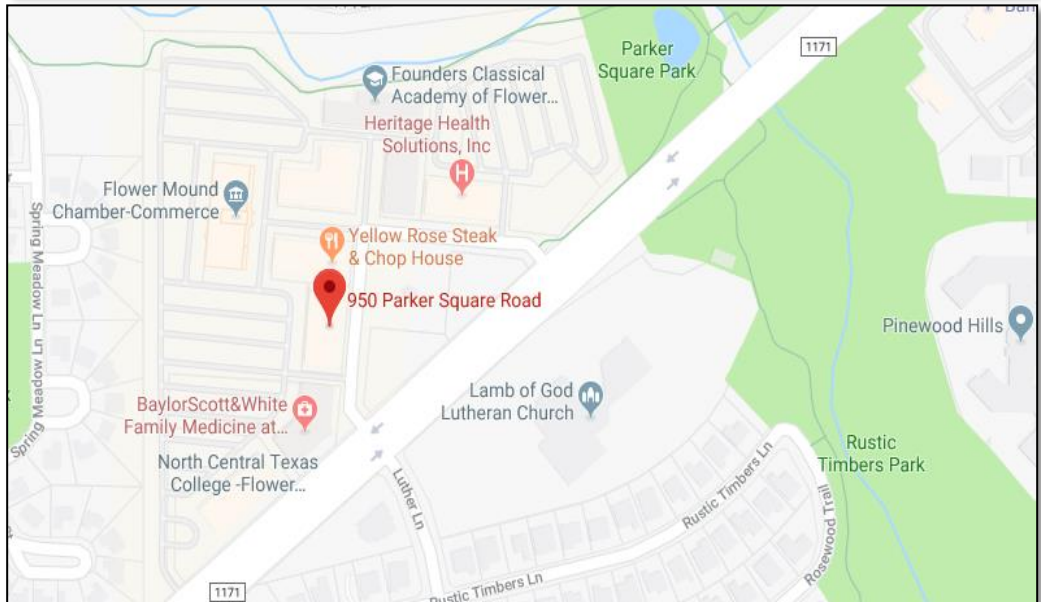 1171
Parker
Square Park
Founders Classical
Academy of Flower...
Heritage Health
Solutions, Inc
H
Flower Mound
Chamber-Commerce
Yellow Rose Steak
& Chop House
950 Parker Square Road
Spring Meadow Ln
Spring Meadow Ln
Pinewood Hills
Lamb of God
Lutheran Church
BaylorScott&White
Family Medicine at...
North Central Texas
College -Flower...
Rustic
Timbers Park
Luther Ln
Rustic Timbers Ln
Rosewood Trail
Rustic Timbers Ln
1171